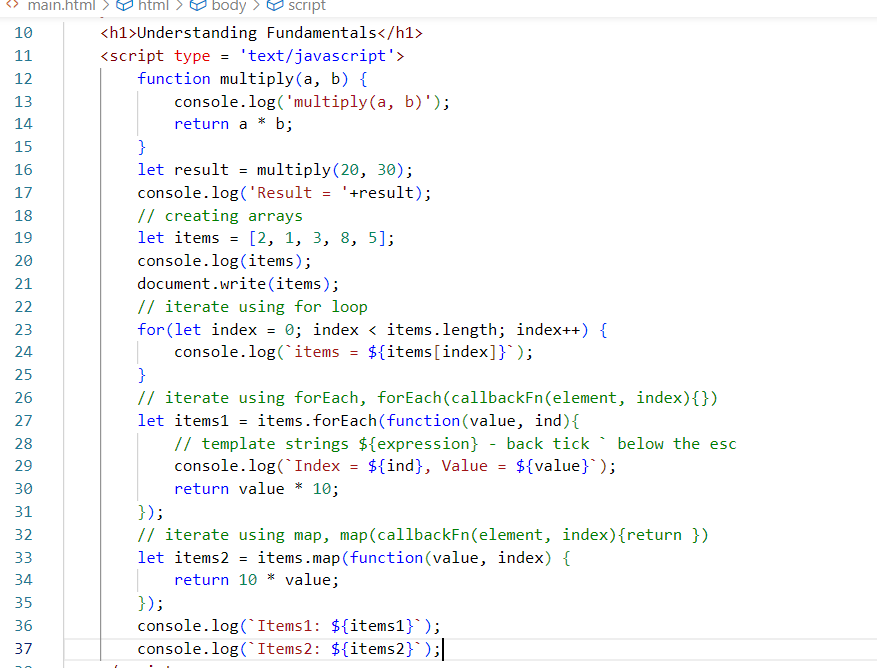 main.html > html > body > script
10 <h1>Understanding Fundamentals</h1>
11 <script type = 'text/javascript'>
12 function multiply(a, b) {
13 console.log('multiply(a, b)');
14 return a * b;
15 }
16 let result = multiply(20, 30);
17 console.log('Result = '+result);
18 // creating arrays
19 let items = [2, 1, 3, 8, 5];
20 console.log(items);
21 document.write(items);
22 // iterate using for loop
23 for(let index = 0; index < items.length; index++) {
24 console.log(`items = ${items[index]}`);
25 }
26 // iterate using forEach, forEach(callbackFn(element, index){})
27 let items1 = items.forEach(function(value, ind){
28 // template strings ${expression} - back tick ` below the esc
29 console.log(`Index = ${ind}, Value = ${value}`);
30 return value * 10;
31 });
32 // iterate using map, map(callbackFn(element, index){return })
33 let items2 = items.map(function(value, index) {
34 return 10 * value;
35 });
36 console.log(`Items1: ${items1}`);
37 console.log(`Items2: ${items2}`);